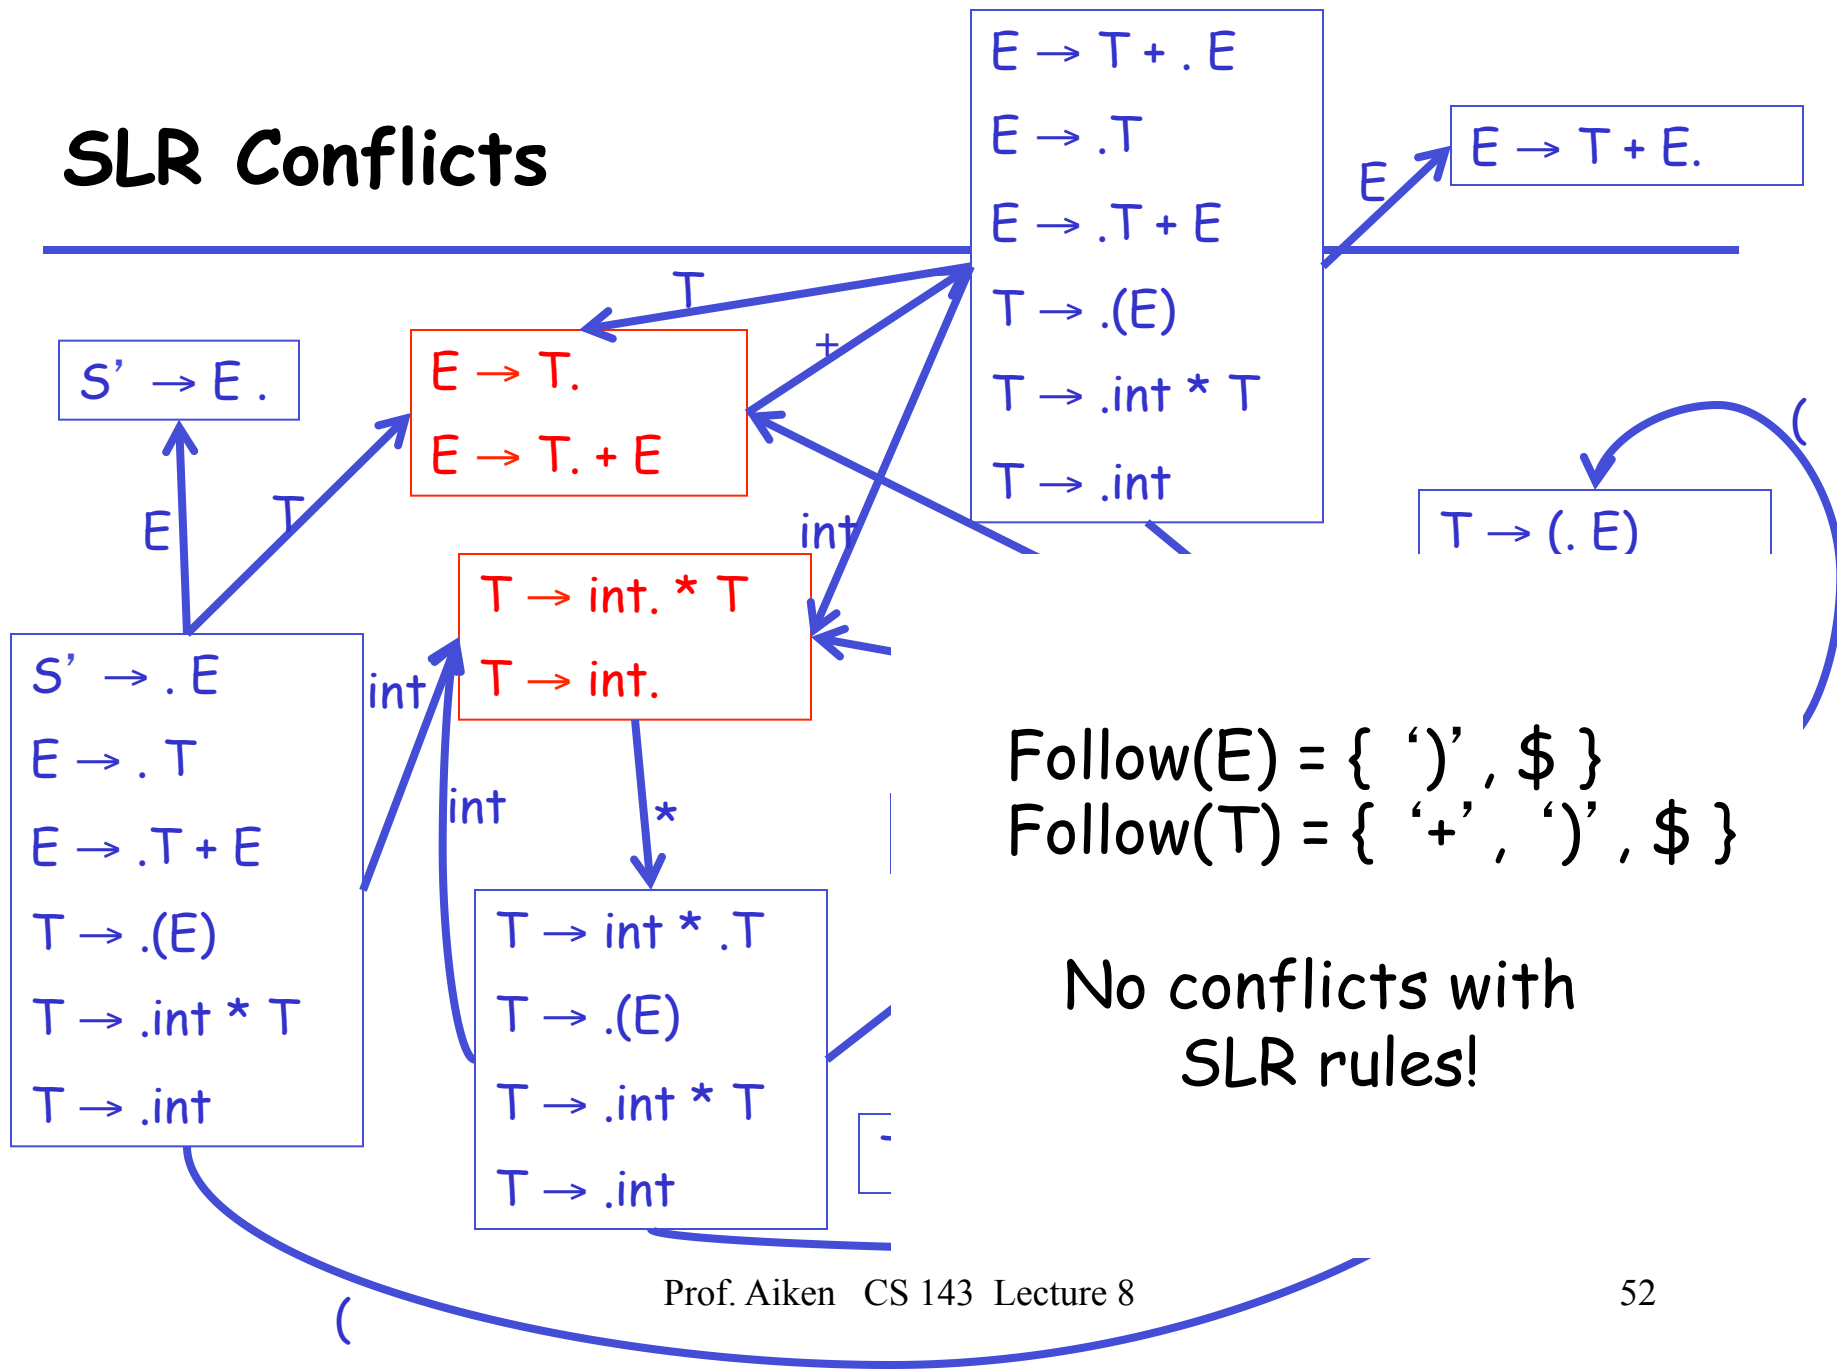 SLR Conflicts
E → T + . E
E → .T
E → .T + E
T → .(E)
T → .int * T
T → .int
E
E → T + E.
T
+
S’ → E .
E → T.
E → T. + E
E
T
int
(
T → (. E)
T → int. * T
T → int.
S’ → . E
E → . T
E → .T + E
T → .(E)
T → .int * T
T → .int
int
int
*
T → int * .T
T → .(E)
T → .int * T
T → .int
Follow(E) = { ‘)’, $ }
Follow(T) = { ‘+’, ‘)’, $ }
No conflicts with
SLR rules!
(
Prof. Aiken CS 143 Lecture 8
52